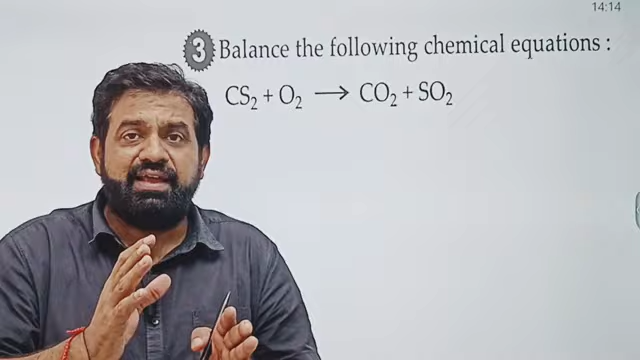 14:14
3 Balance the following chemical equations :
CS₂ + O₂ ⟶ CO₂ + SO₂